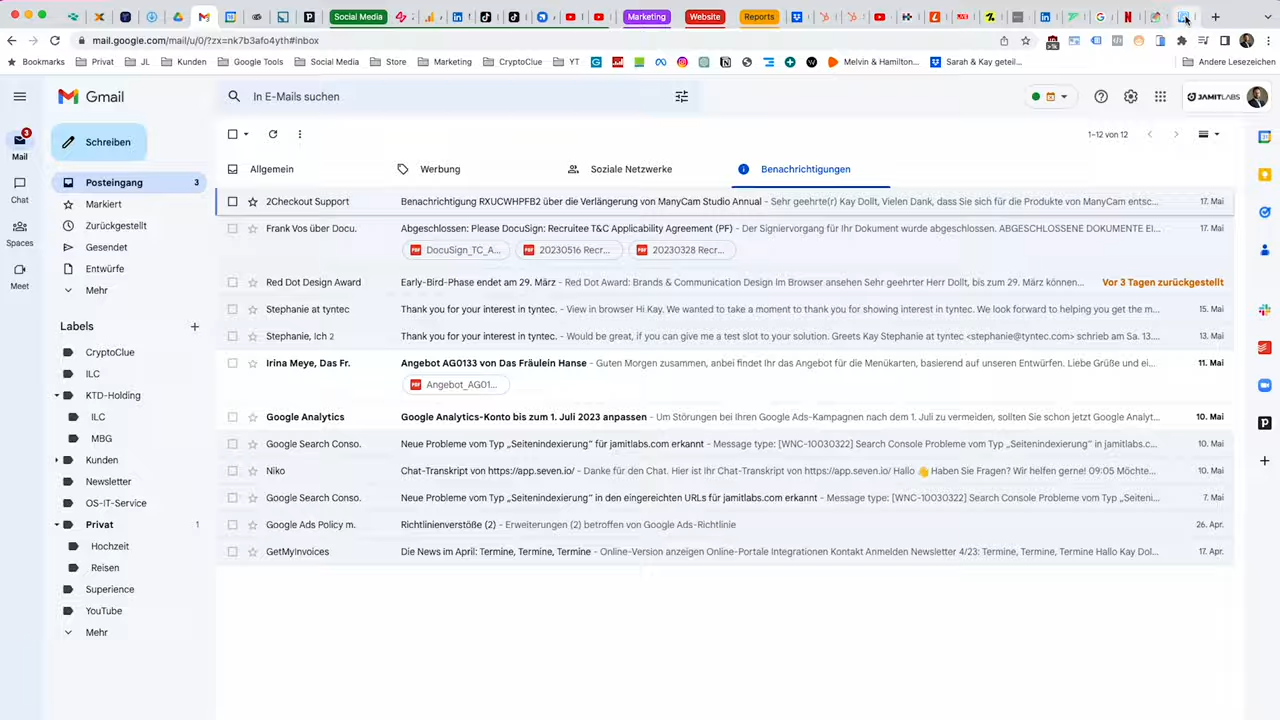 Social Media
Marketing
Website
Reports
mail.google.com/mail/u/0/?zx=nk7b3afo4yth#inbox
Bookmarks Privat JL Kunden Google Tools Social Media Store Marketing CryptoClue YT Melvin & Hamilton... Sarah & Kay geteil... Andere Lesezeichen
Gmail
In E-Mails suchen
JAMITLABS
3
Mail
Chat
Spaces
Meet
Schreiben
Posteingang 3
Markiert
Zurückgestellt
Gesendet
Entwürfe
Mehr
Labels
CryptoClue
ILC
KTD-Holding
ILC
MBG
Kunden
Newsletter
OS-IT-Service
Privat 1
Hochzeit
Reisen
Superience
YouTube
Mehr
1–12 von 12
Allgemein Werbung Soziale Netzwerke Benachrichtigungen
2Checkout Support Benachrichtigung RXUCWHPFB2 über die Verlängerung von ManyCam Studio Annual - Sehr geehrte(r) Kay Dollt, Vielen Dank, dass Sie sich für die Produkte von ManyCam entsc... 17. Mai
Frank Vos über Docu. Abgeschlossen: Please DocuSign: Recruitee T&C Applicability Agreement (PF) - Der Signiervorgang für Ihr Dokument wurde abgeschlossen. ABGESCHLOSSENE DOKUMENTE El... 17. Mai
PDF DocuSign_TC_A... PDF 20230516 Recr... PDF 20230328 Recr...
Red Dot Design Award Early-Bird-Phase endet am 29. März - Red Dot Award: Brands & Communication Design Im Browser ansehen Sehr geehrter Herr Dollt, bis zum 29. März können... Vor 3 Tagen zurückgestellt
Stephanie at tyntec Thank you for your interest in tyntec. - View in browser Hi Kay. We wanted to take a moment to thank you for showing interest in tyntec. We look forward to helping you get the m... 15. Mai
Stephanie, Ich 2 Thank you for your interest in tyntec. - Would be great, if you can give me a test slot to your solution. Greets Kay Stephanie at tyntec <stephanie@tyntec.com> schrieb am Sa. 13.... 13. Mai
Irina Meye, Das Fr. Angebot AG0133 von Das Fräulein Hanse - Guten Morgen zusammen, anbei findet Ihr das Angebot für die Menükarten, basierend auf unseren Entwürfen. Liebe Grüße und ei... 11. Mai
PDF Angebot_AG01...
Google Analytics Google Analytics-Konto bis zum 1. Juli 2023 anpassen - Um Störungen bei Ihren Google Ads-Kampagnen nach dem 1. Juli zu vermeiden, sollten Sie schon jetzt Google Analyt... 10. Mai
Google Search Conso. Neue Probleme vom Typ „Seitenindexierung“ für jamitlabs.com erkannt - Message type: [WNC-10030322] Search Console Probleme vom Typ „Seitenindexierung“ in jamitlabs.c... 10. Mai
Niko Chat-Transkript von https://app.seven.io/ - Danke für den Chat. Hier ist Ihr Chat-Transkript von https://app.seven.io/ Hallo 👋 Haben Sie Fragen? Wir helfen gerne! 09:05 Möchte... 10. Mai
Google Search Conso. Neue Probleme vom Typ „Seitenindexierung“ in den eingereichten URLs für jamitlabs.com erkannt - Message type: [WNC-10030322] Search Console Probleme vom Typ „Seiteni... 7. Mai
Google Ads Policy m. Richtlinienverstöße (2) - Erweiterungen (2) betroffen von Google Ads-Richtlinie 26. Apr.
GetMyInvoices Die News im April: Termine, Termine, Termine - Online-Version anzeigen Online-Portale Integrationen Kontakt Anmelden Newsletter 4/23: Termine, Termine, Termine Hallo Kay Dol... 17. Apr.